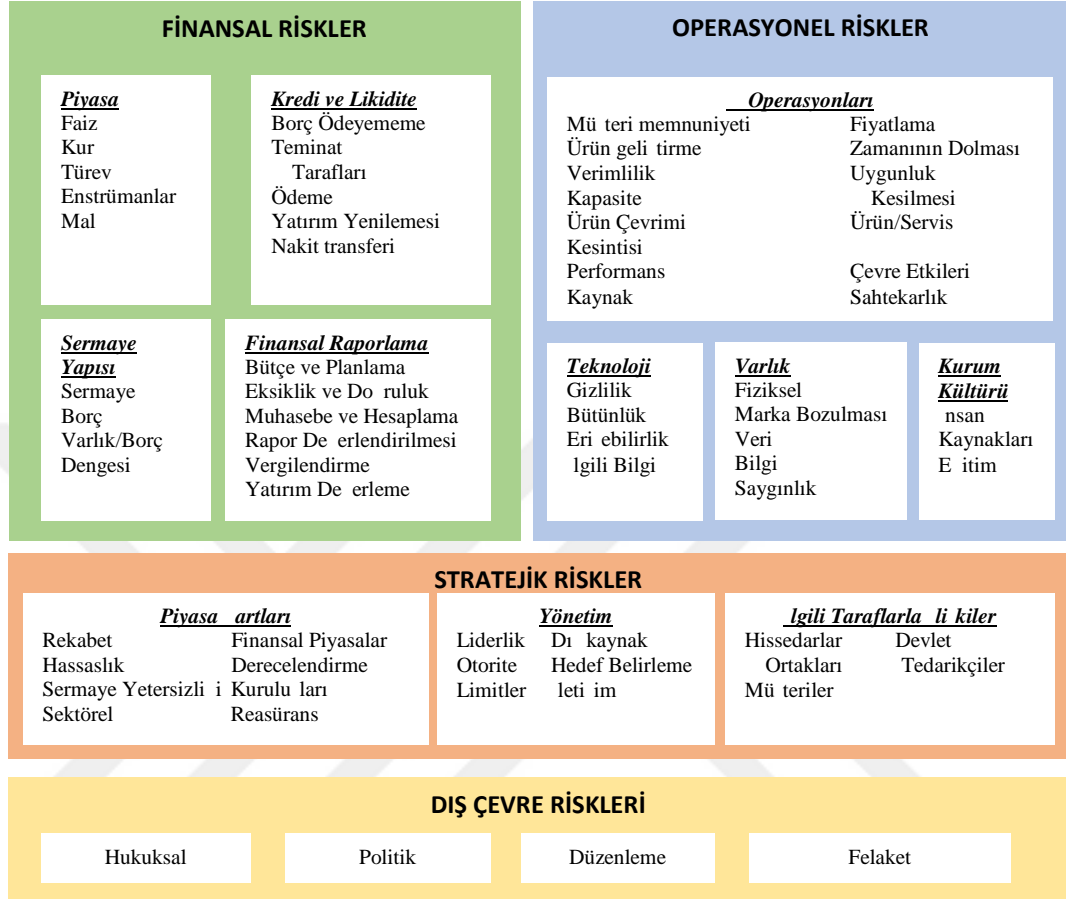 FİNANSAL RİSKLER
Piyasa
Faiz
Kur
Türev
Enstrümanlar
Mal
Kredi ve Likidite
Borç Ödeyememe
Teminat
Tarafları
Ödeme
Yatırım Yenilemesi
Nakit transferi
Sermaye
Yapısı
Sermaye
Borç
Varlık/Borç
Dengesi
Finansal Raporlama
Bütçe ve Planlama
Eksiklik ve Do ruluk
Muhasebe ve Hesaplama
Rapor De erlendirilmesi
Vergilendirme
Yatırım De erleme
OPERASYONEL RİSKLER
Operasyonları
Mü teri memnuniyeti
Ürün geli tirme
Verimlilik
Kapasite
Ürün Çevrimi
Kesintisi
Performans
Kaynak
Fiyatlama
Zamanının Dolması
Uygunluk
Kesilmesi
Ürün/Servis
Çevre Etkileri
Sahtekarlık
Teknoloji
Gizlilik
Bütünlük
Eri ebilirlik
lgili Bilgi
Varlık
Fiziksel
Marka Bozulması
Veri
Bilgi
Saygınlık
Kurum
Kültürü
nsan
Kaynakları
E itim
STRATEJİK RİSKLER
Piyasa artları
Rekabet Finansal Piyasalar
Hassaslık Derecelendirme
Sermaye Yetersizli i Kurulu ları
Sektörel Reasürans
Yönetim
Liderlik Dı kaynak
Otorite Hedef Belirleme
Limitler leti im
lgili Taraflarla li kiler
Hissedarlar Devlet
Ortakları Tedarikçiler
Mü teriler
DIŞ ÇEVRE RİSKLERİ
Hukuksal
Politik
Düzenleme
Felaket